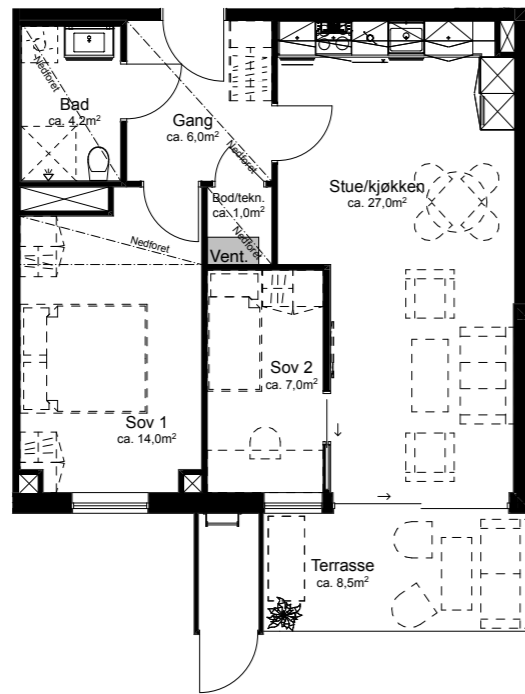 Nedforet
Bad
ca. 4,2m²
Gang
ca. 6,0m²
Nedforet
Stue/kjøkken
ca. 27,0m²
Bod/tekn.
ca. 1,0m²
Nedforet
Nedforet
Vent.
Sov 2
ca. 7,0m²
Sov 1
ca. 14,0m²
Terrasse
ca. 8,5m²